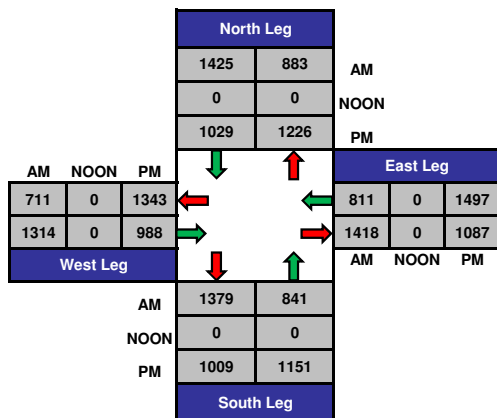 North Leg
1425 883 AM
0 0 NOON
1029 1226 PM
AM NOON PM East Leg
711 0 1343 811 0 1497
1314 0 988 1418 0 1087
West Leg AM NOON PM
AM 1379 841
NOON 0 0
PM 1009 1151
South Leg